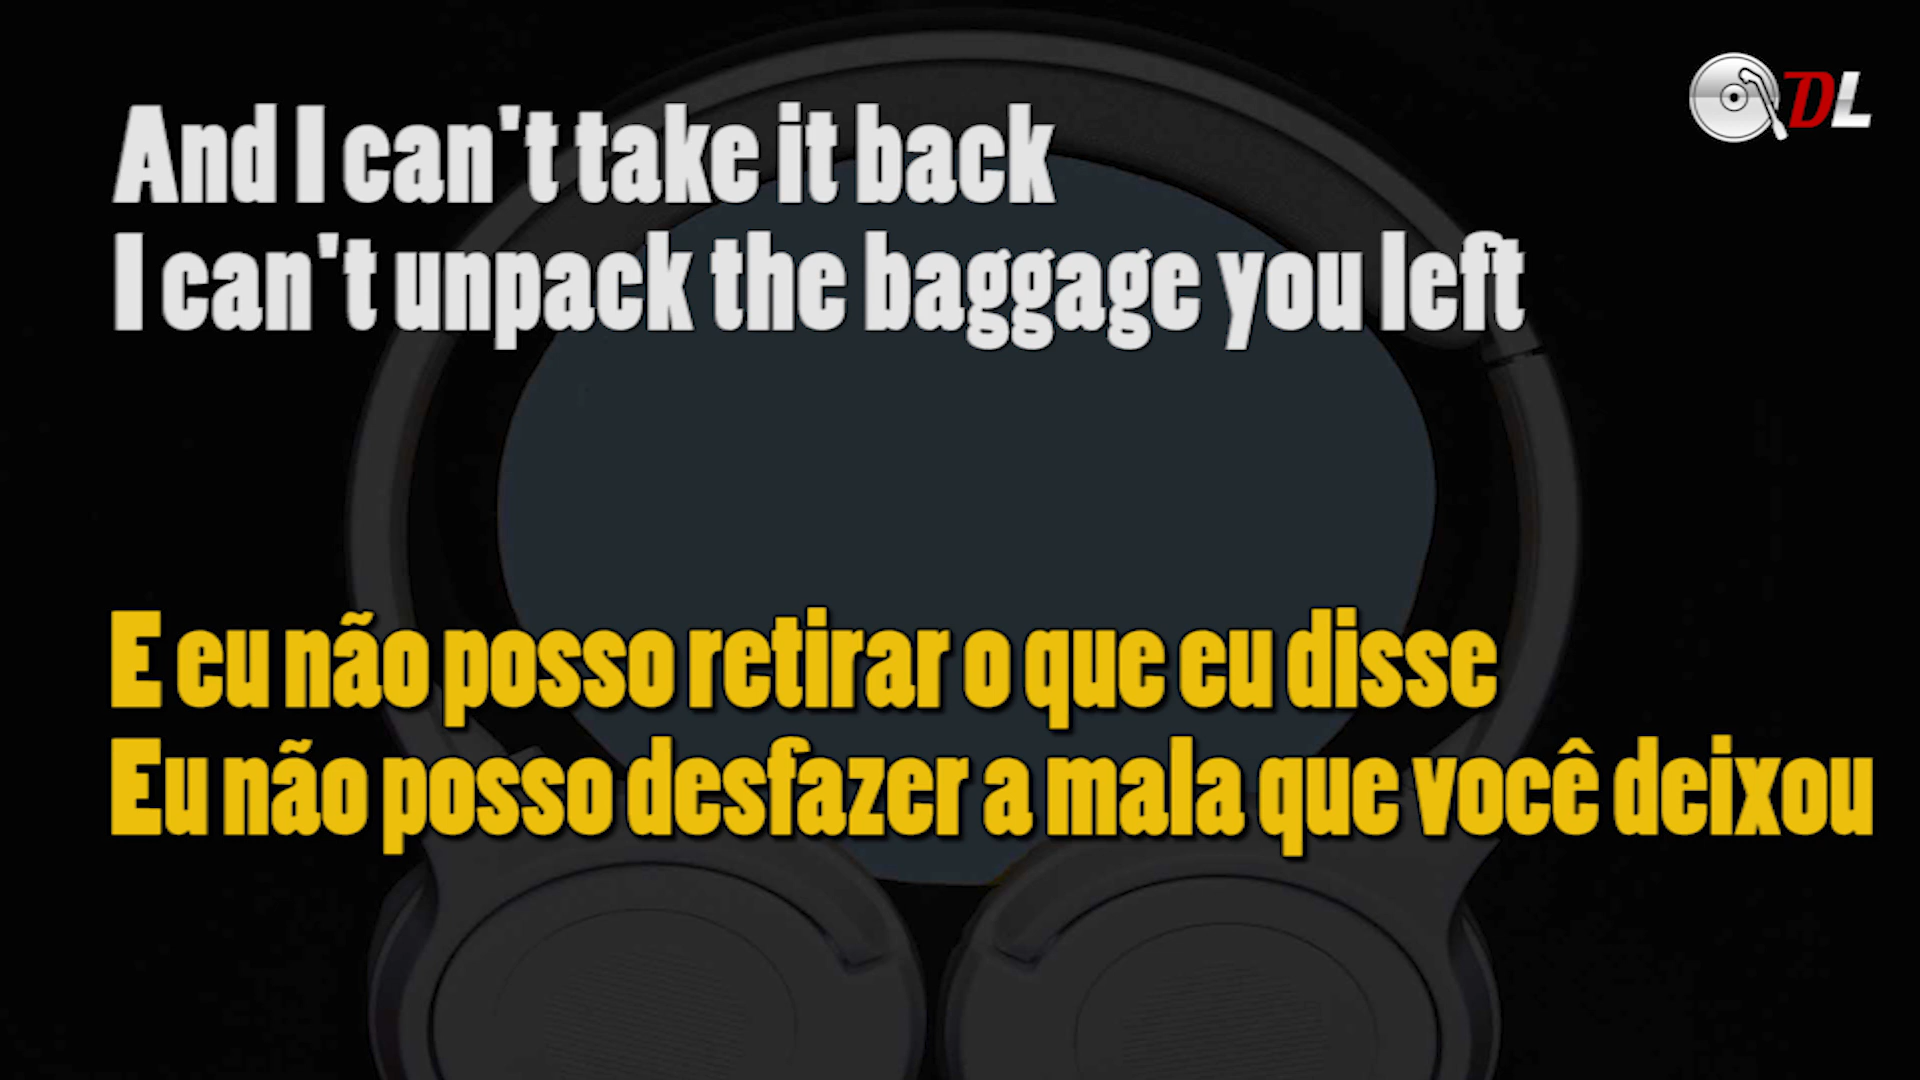 DL
And I can't take it back
I can't unpack the baggage you left
E eu não posso retirar o que eu disse
Eu não posso desfazer a mala que você deixou